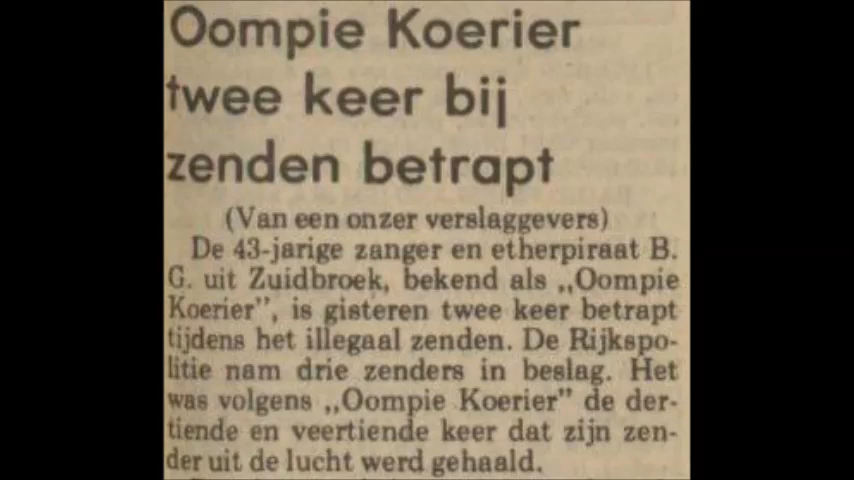 Oompie Koerier
twee keer bij
zenden betrapt
(Van een onzer verslaggevers)
De 43-jarige zanger en etherpiraat B.
G. uit Zuidbroek, bekend als ,,Oompie
Koerier", is gisteren twee keer betrapt
tijdens het illegaal zenden. De Rijkspo-
litie nam drie zenders in beslag. Het
was volgens ,,Oompie Koerier" de der-
tiende en veertiende keer dat zijn zen-
der uit de lucht werd gehaald.